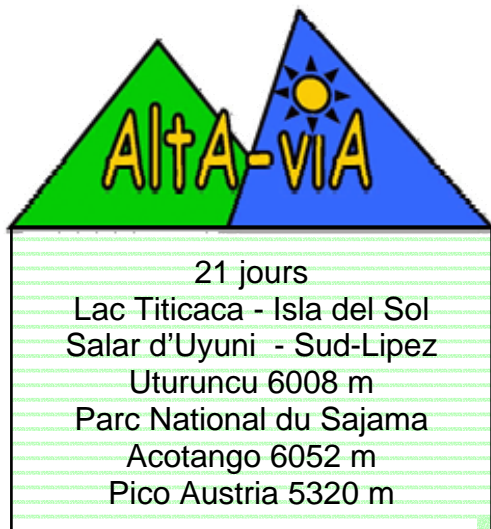 AltA-viA
21 jours
Lac Titicaca - Isla del Sol
Salar d'Uyuni - Sud-Lipez
Uturuncu 6008 m
Parc National du Sajama
Acotango 6052 m
Pico Austria 5320 m